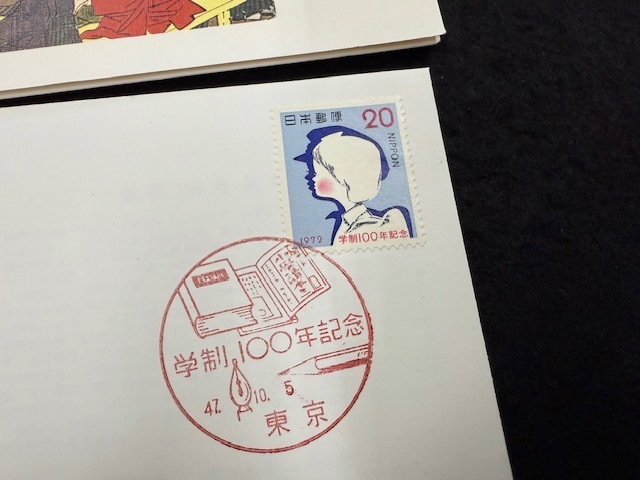 日本郵便 20
NIPPON
1972 学制100年記念
学制100年記念
47. 10. 5
東京